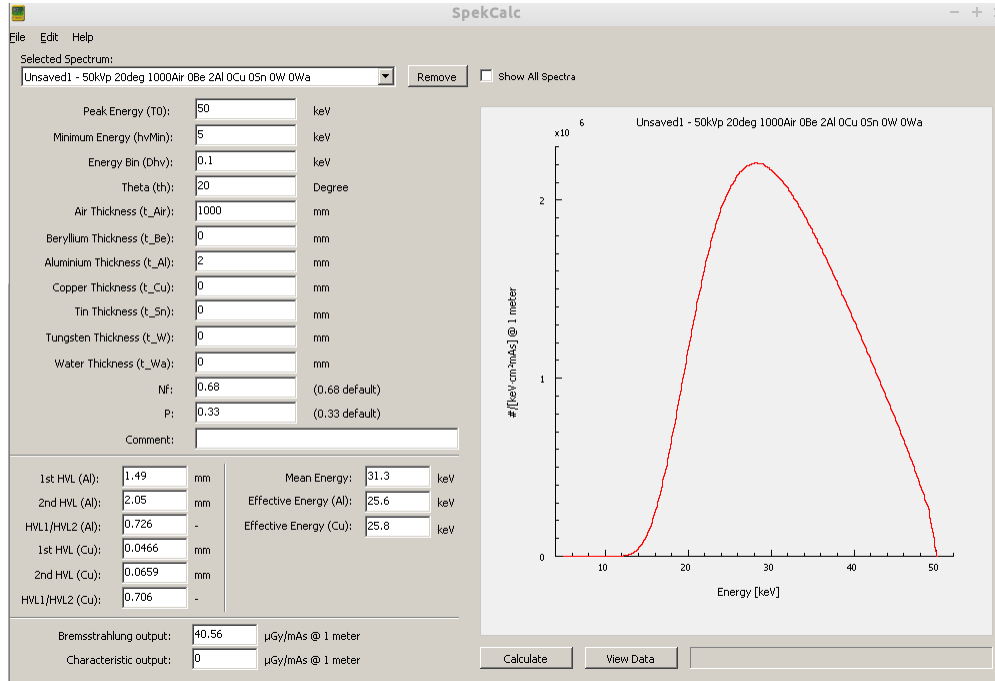 SpekCalc
File Edit Help
Selected Spectrum:
Unsaved1 - 50kVp 20deg 1000Air 0Be 2Al 0Cu 0Sn 0W 0Wa
Remove
Show All Spectra
Peak Energy (T0): 50 keV
Minimum Energy (hvMin): 5 keV
Energy Bin (Dhv): 0.1 keV
Theta (th): 20 Degree
Air Thickness (t_Air): 1000 mm
Beryllium Thickness (t_Be): 0 mm
Aluminium Thickness (t_Al): 2 mm
Copper Thickness (t_Cu): 0 mm
Tin Thickness (t_Sn): 0 mm
Tungsten Thickness (t_W): 0 mm
Water Thickness (t_Wa): 0 mm
Nf: 0.68 (0.68 default)
P: 0.33 (0.33 default)
Comment:
1st HVL (Al): 1.49 mm
2nd HVL (Al): 2.05 mm
HVL1/HVL2 (Al): 0.726 -
1st HVL (Cu): 0.0466 mm
2nd HVL (Cu): 0.0659 mm
HVL1/HVL2 (Cu): 0.706 -
Mean Energy: 31.3 keV
Effective Energy (Al): 25.6 keV
Effective Energy (Cu): 25.8 keV
Bremsstrahlung output: 40.56 µGy/mAs @ 1 meter
Characteristic output: 0 µGy/mAs @ 1 meter
x10 6
Unsaved1 - 50kVp 20deg 1000Air 0Be 2Al 0Cu 0Sn 0W 0Wa
#/[keV·cm²mAs] @ 1 meter
2
1
0
10 20 30 40 50
Energy [keV]
Calculate
View Data